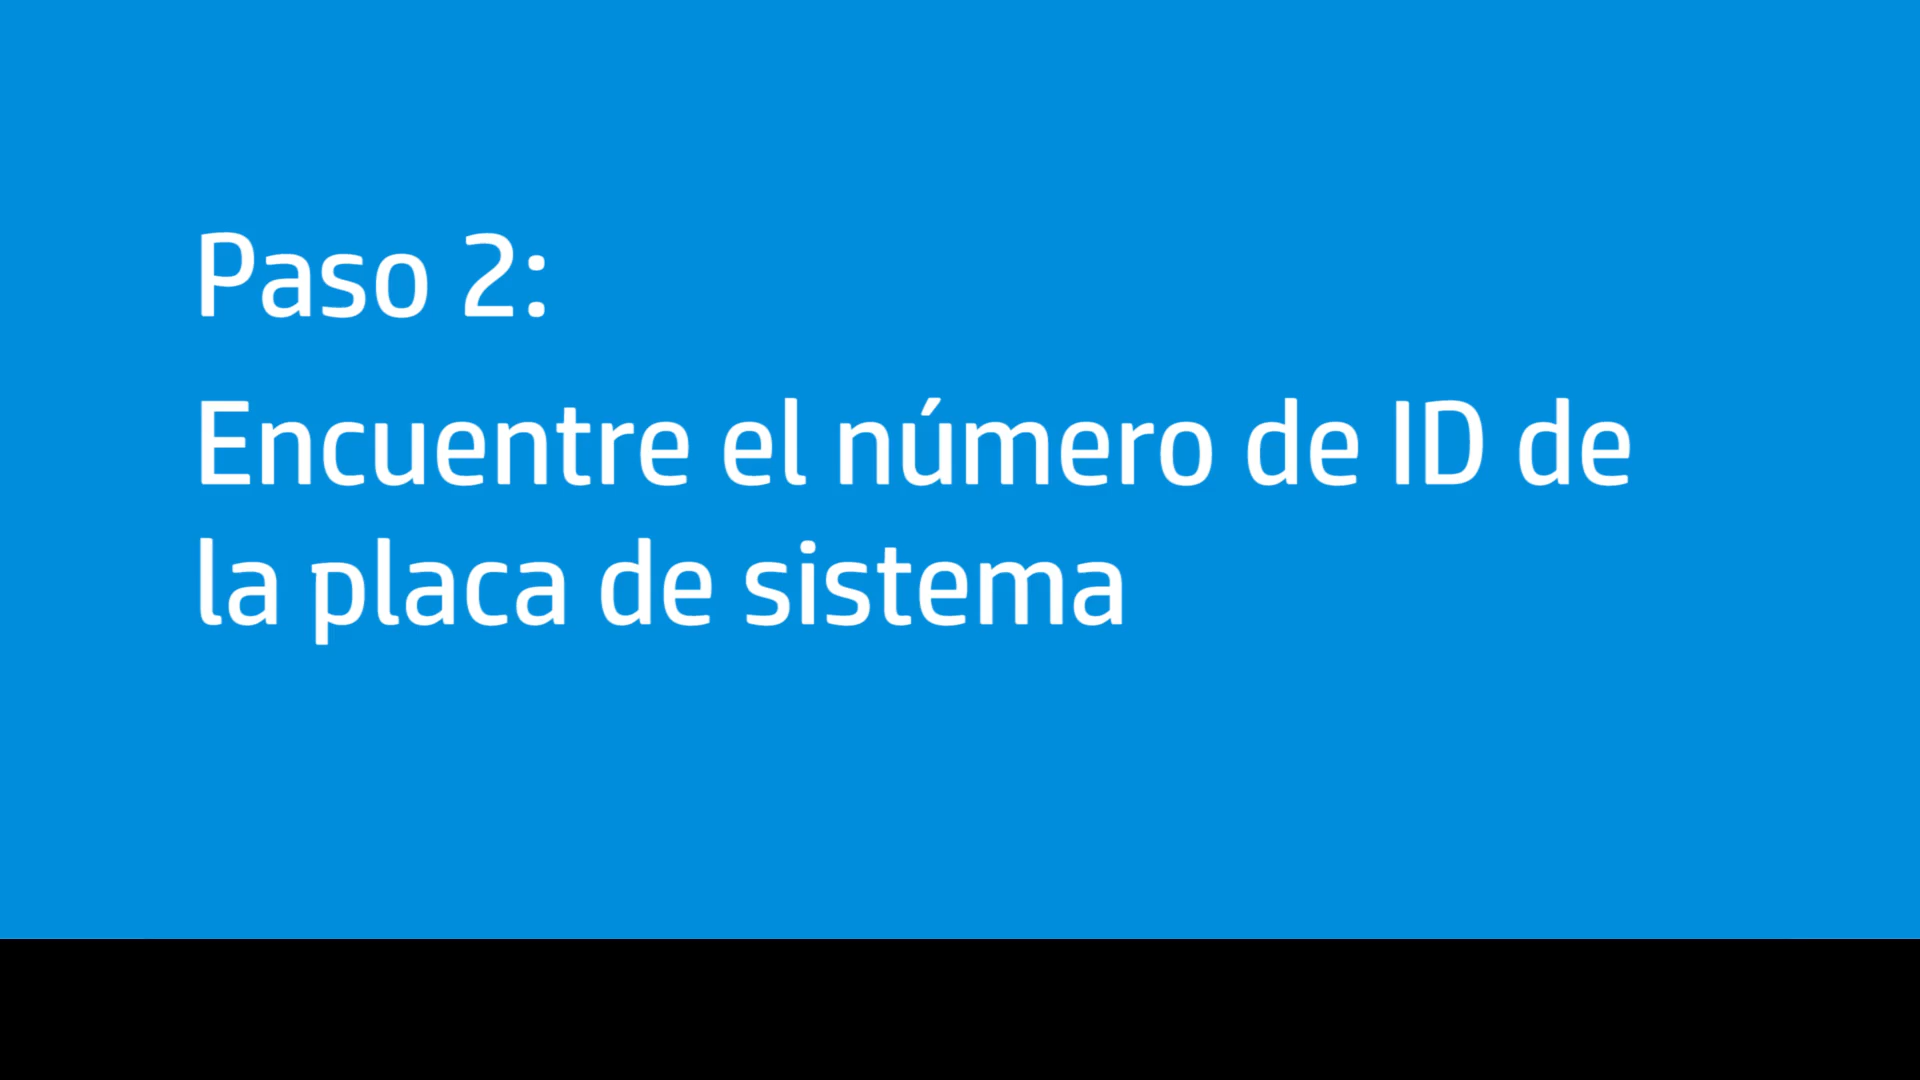 Paso 2:
Encuentre el número de ID de
la placa de sistema